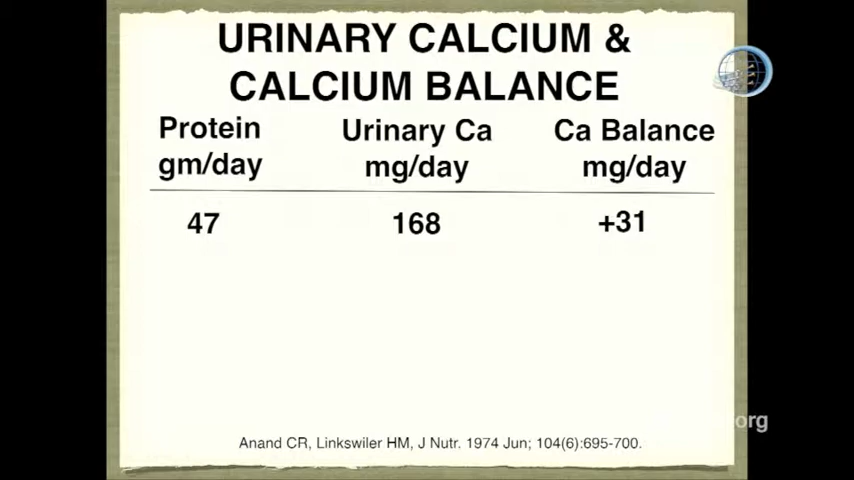 URINARY CALCIUM &
CALCIUM BALANCE
Protein Urinary Ca Ca Balance
gm/day mg/day mg/day
47 168 +31
org
Anand CR, Linkswiler HM, J Nutr. 1974 Jun; 104(6):695-700.